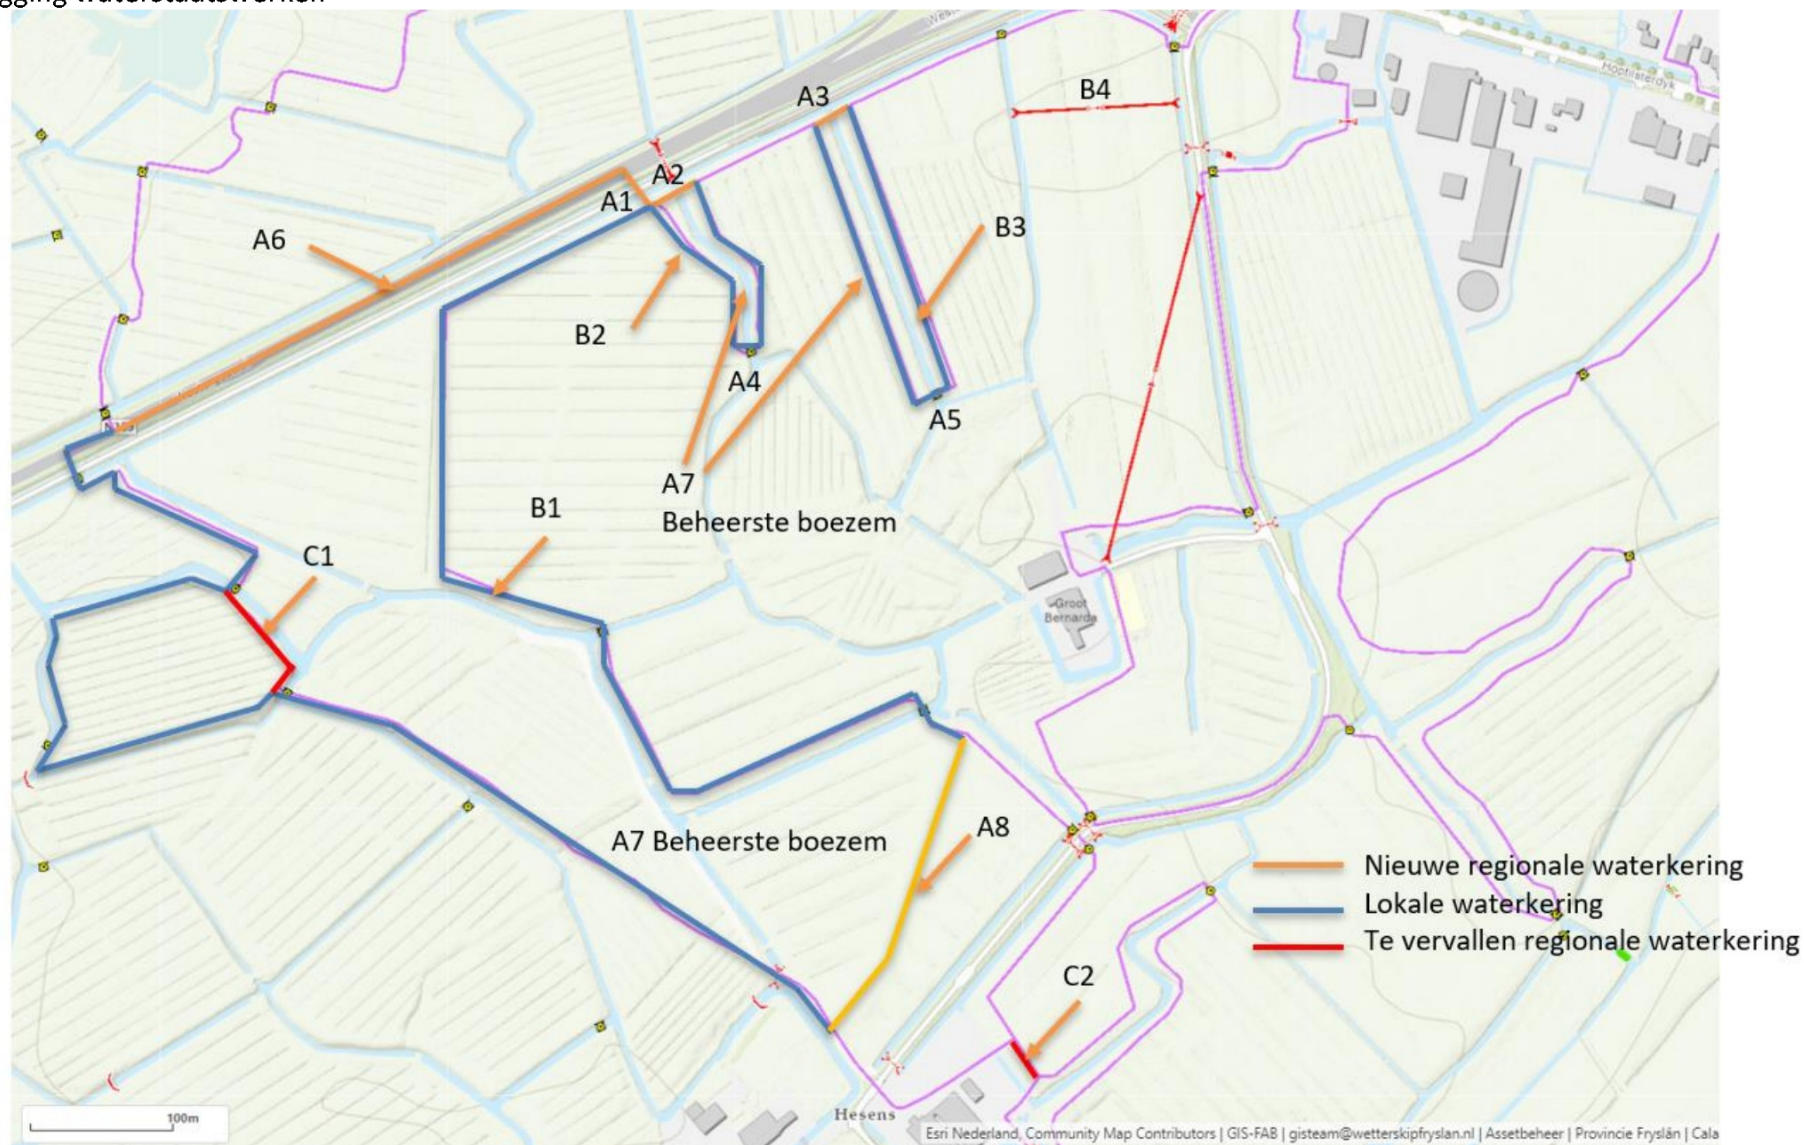 Hoptilsterdyk
A3
B4
A2
A1
A6
B3
B2
A4
A5
A7
Beheerste boezem
B1
C1
Groot
Bernarda
A7 Beheerste boezem
A8
Nieuwe regionale waterkering
Lokale waterkering
Te vervallen regionale waterkering
C2
100m
Hesens
Esri Nederland, Community Map Contributors | GIS-FAB | gisteam@wetterskipfryslan.nl | Assetbeheer | Provincie Fryslân | Cala